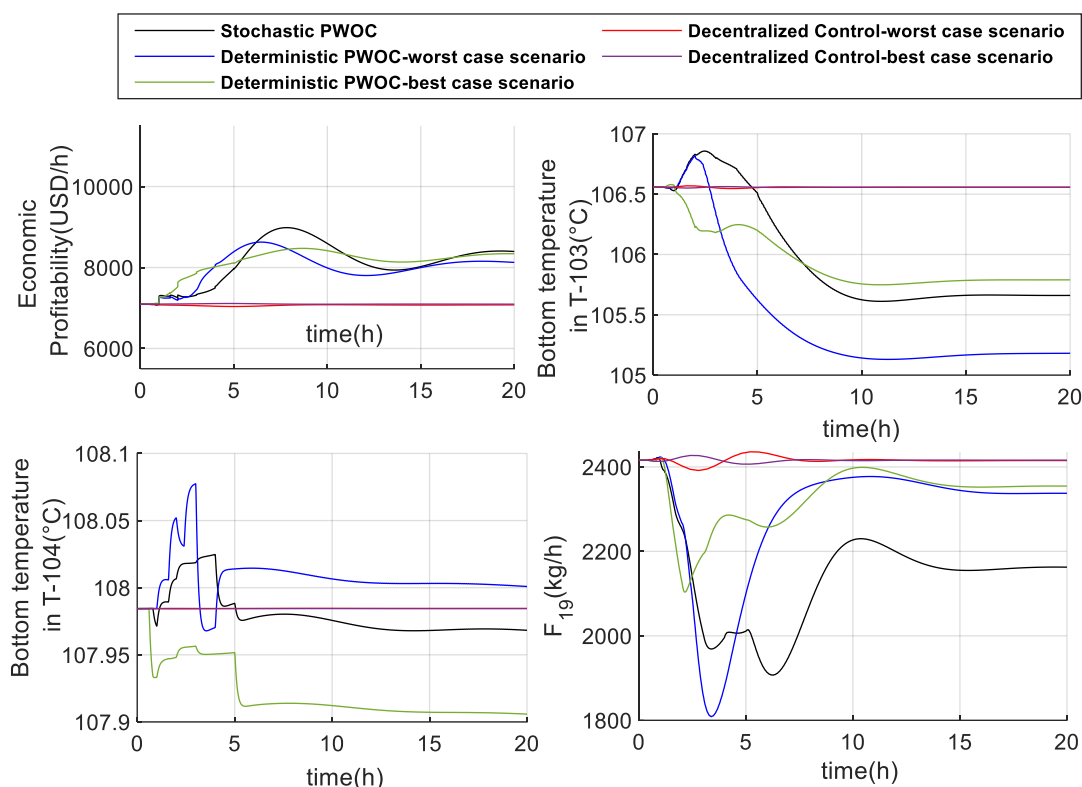 Stochastic PWOC
Deterministic PWOC-worst case scenario
Deterministic PWOC-best case scenario
Decentralized Control-worst case scenario
Decentralized Control-best case scenario
Economic
Profitability(USD/h)
10000
8000
6000
time(h)
0 5 10 15 20
Bottom temperature
in T-103(°C)
107
106.5
106
105.5
105
0 5 10 15 20
time(h)
Bottom temperature
in T-104(°C)
108.1
108.05
108
107.95
107.9
0 5 10 15 20
time(h)
F19(kg/h)
2400
2200
2000
1800
0 5 10 15 20
time(h)